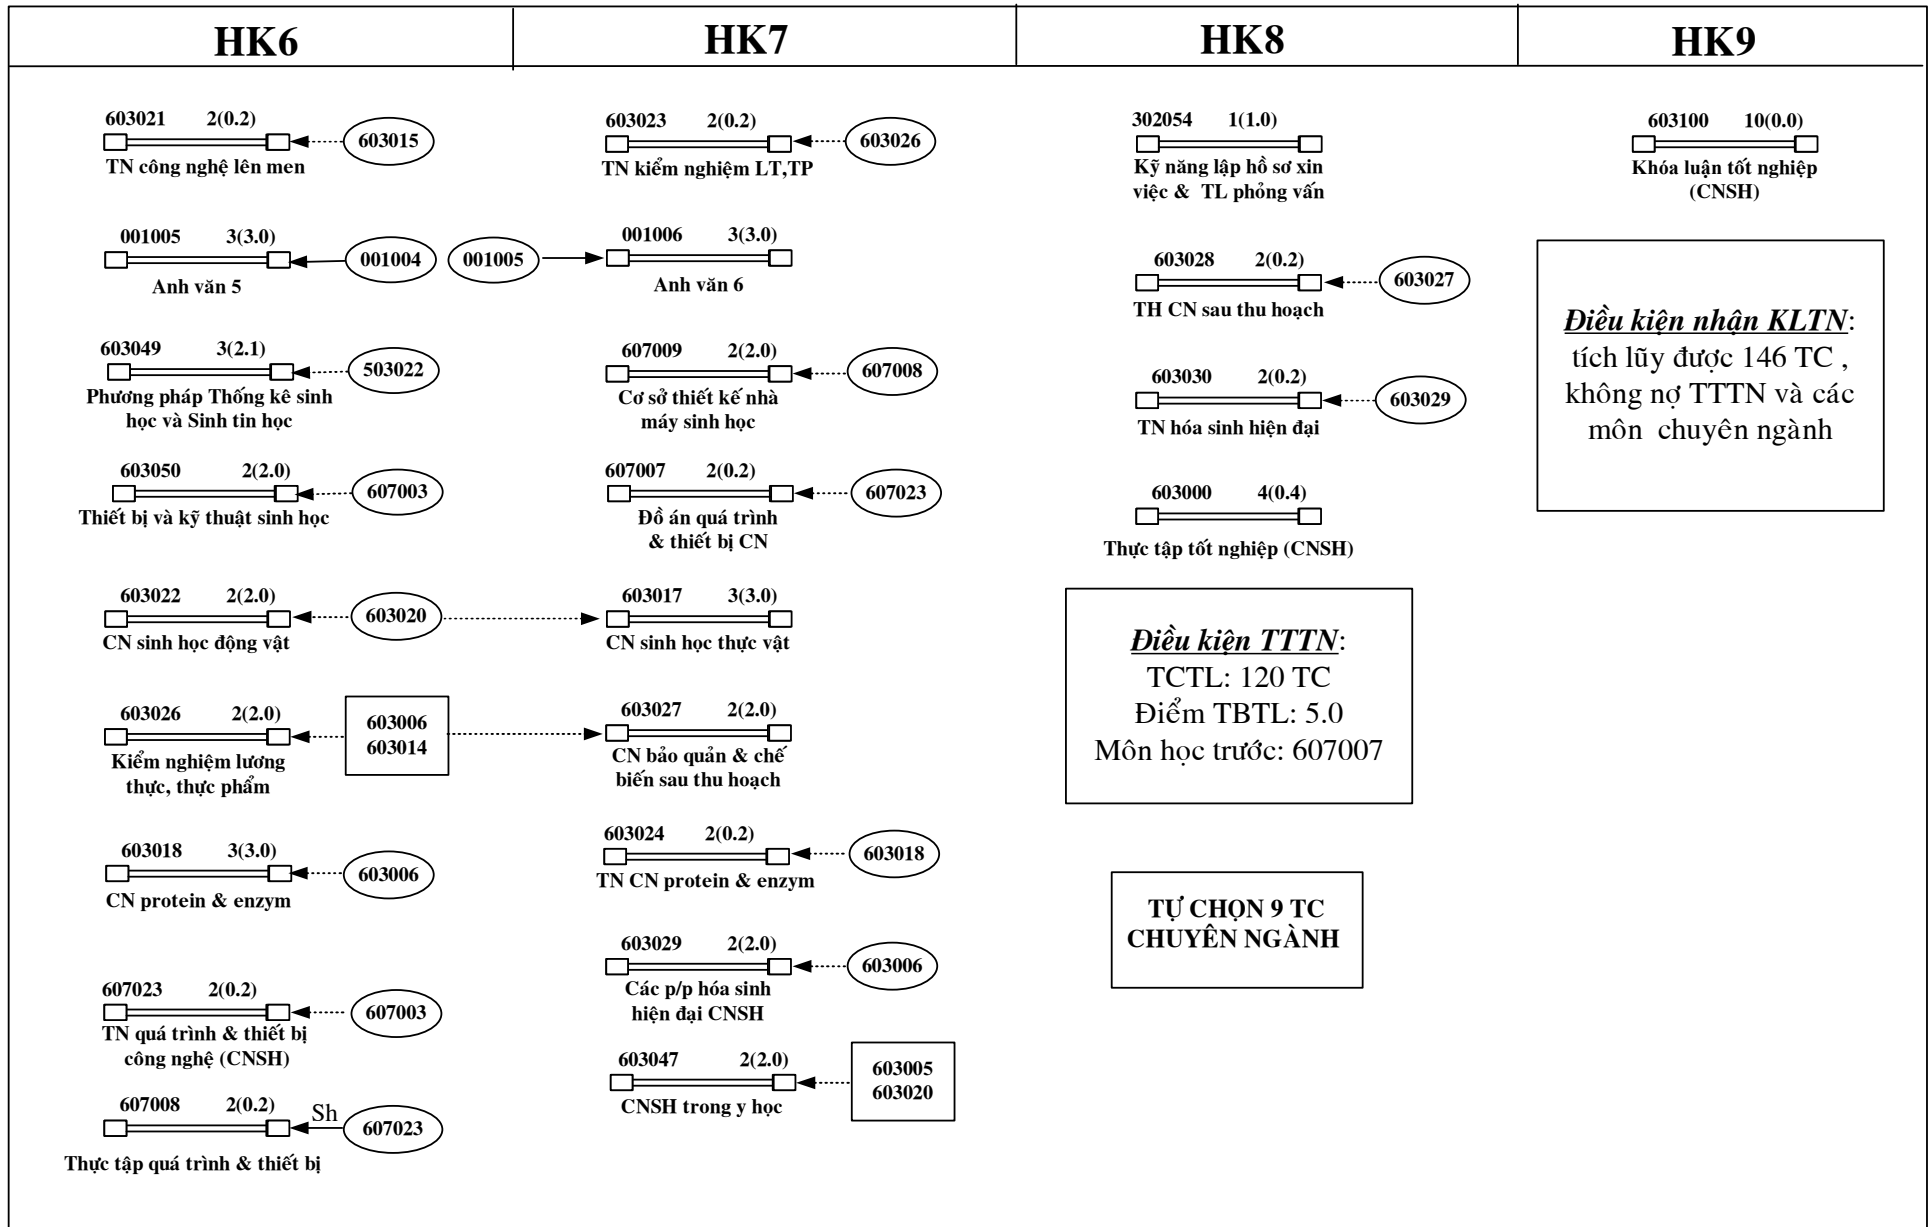 HK6
HK7
HK8
HK9
603021 2(0.2)
603015
TN công nghệ lên men
001005 3(3.0)
001004
Anh văn 5
603049 3(2.1)
503022
Phương pháp Thống kê sinh
học và Sinh tin học
603050 2(2.0)
607003
Thiết bị và kỹ thuật sinh học
603022 2(2.0)
603020
CN sinh học động vật
603026 2(2.0)
603006
603014
Kiểm nghiệm lương
thực, thực phẩm
603018 3(3.0)
603006
CN protein & enzym
607023 2(0.2)
607003
TN quá trình & thiết bị
công nghệ (CNSH)
607008 2(0.2)
Sh
607023
Thực tập quá trình & thiết bị
603023 2(0.2)
603026
TN kiểm nghiệm LT,TP
001005
001006 3(3.0)
Anh văn 6
607009 2(2.0)
607008
Cơ sở thiết kế nhà
máy sinh học
607007 2(0.2)
607023
Đồ án quá trình
& thiết bị CN
603017 3(3.0)
CN sinh học thực vật
603027 2(2.0)
CN bảo quản & chế
biến sau thu hoạch
603024 2(0.2)
603018
TN CN protein & enzym
603029 2(2.0)
603006
Các p/p hóa sinh
hiện đại CNSH
603047 2(2.0)
603005
603020
CNSH trong y học
302054 1(1.0)
Kỹ năng lập hồ sơ xin
việc & TL phỏng vấn
603028 2(0.2)
603027
TH CN sau thu hoạch
603030 2(0.2)
603029
TN hóa sinh hiện đại
603000 4(0.4)
Thực tập tốt nghiệp (CNSH)
Điều kiện TTTN:
TCTL: 120 TC
Điểm TBTL: 5.0
Môn học trước: 607007
TỰ CHỌN 9 TC
CHUYÊN NGÀNH
603100 10(0.0)
Khóa luận tốt nghiệp
(CNSH)
Điều kiện nhận KLTN:
tích lũy được 146 TC ,
không nợ TTTN và các
môn chuyên ngành